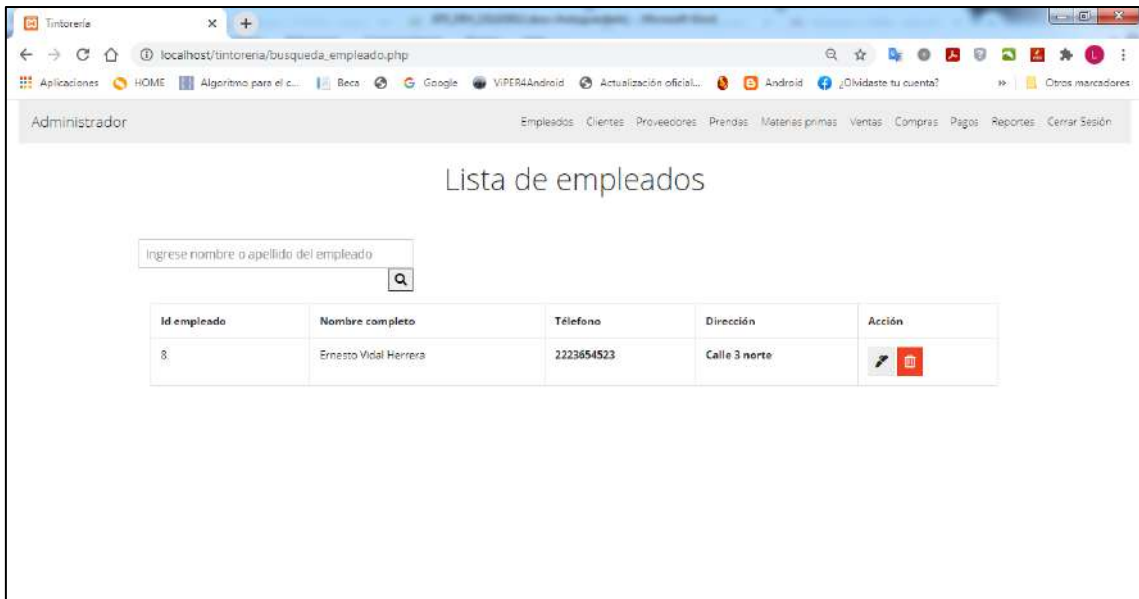 Tintorería
localhost/tintoreria/busqueda_empleado.php
Aplicaciones HOME Algoritmo para el c... Beca Google ViPER4Android Actualización oficial... Android ¿Olvidaste tu cuenta? » Otros marcadores
Administrador Empleados Clientes Proveedores Prendas Materias primas Ventas Compras Pagos Reportes Cerrar Sesión
Lista de empleados
Ingrese nombre o apellido del empleado
Id empleado Nombre completo Télefono Dirección Acción
8 Ernesto Vidal Herrera 2223654523 Calle 3 norte